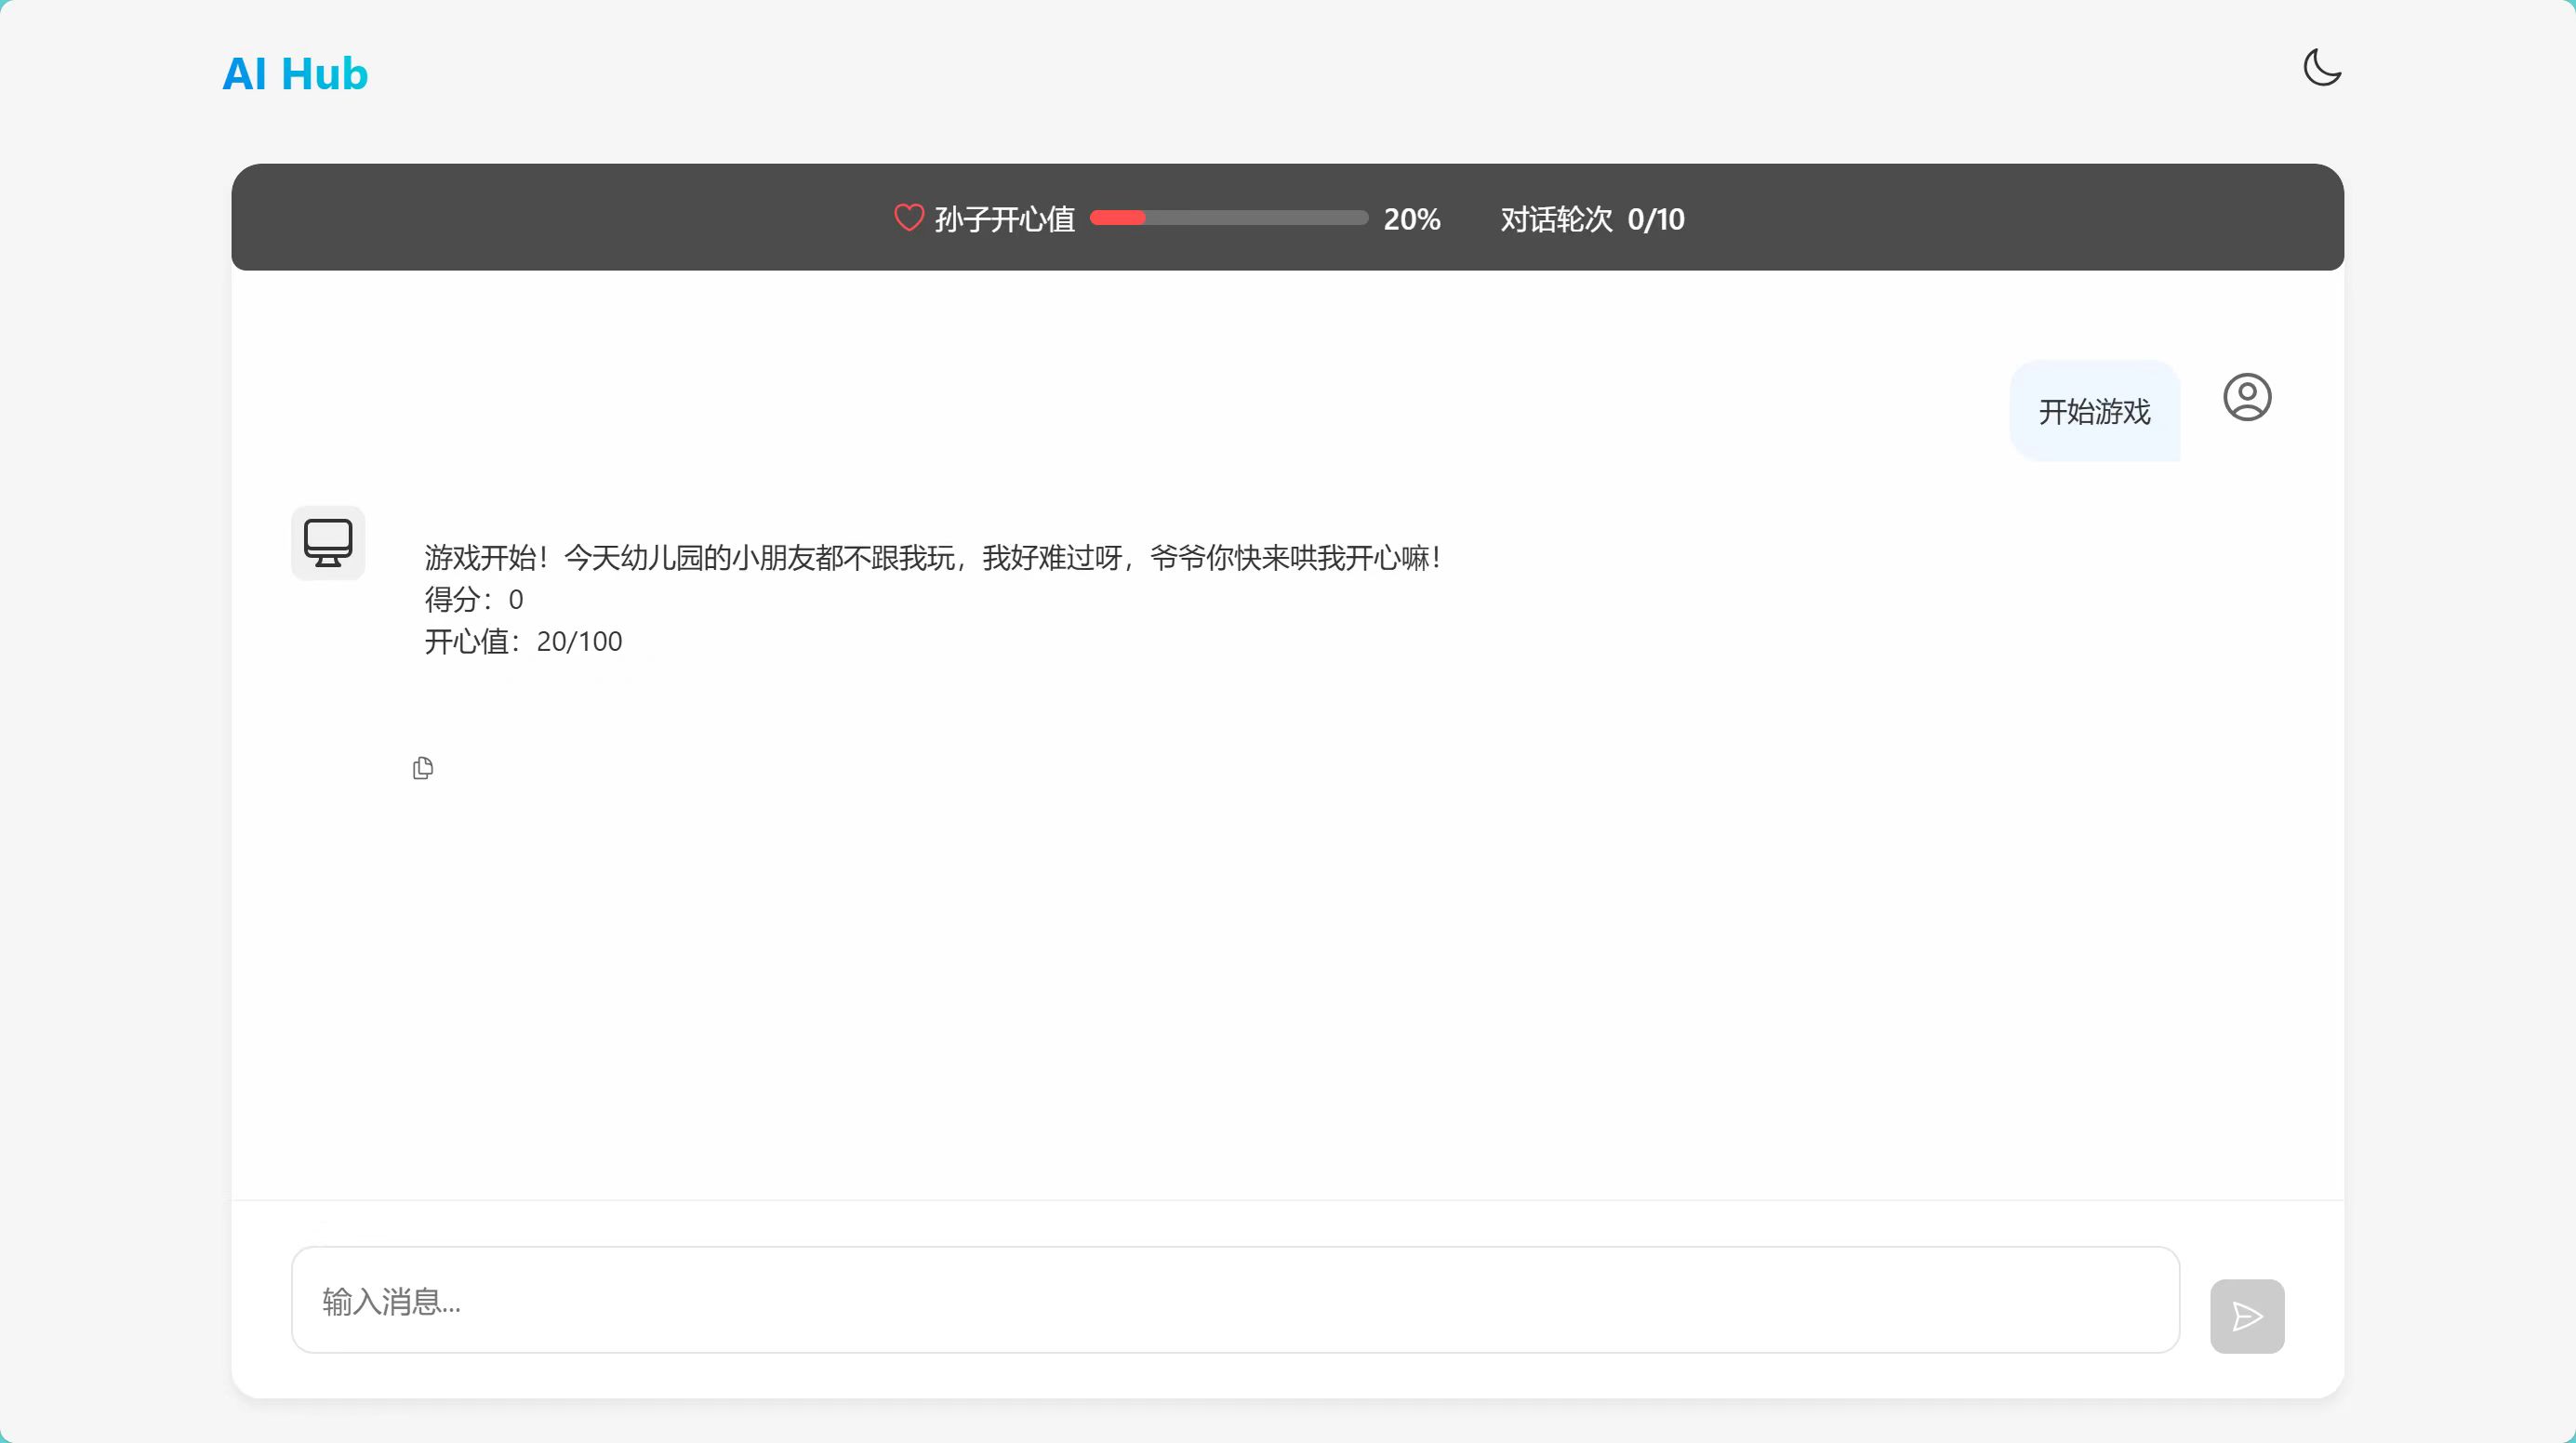 AI Hub
孙子开心值 20% 对话轮次 0/10
开始游戏
游戏开始！今天幼儿园的小朋友都不跟我玩，我好难过呀，爷爷你快来哄我开心嘛！
得分：0
开心值：20/100
输入消息...